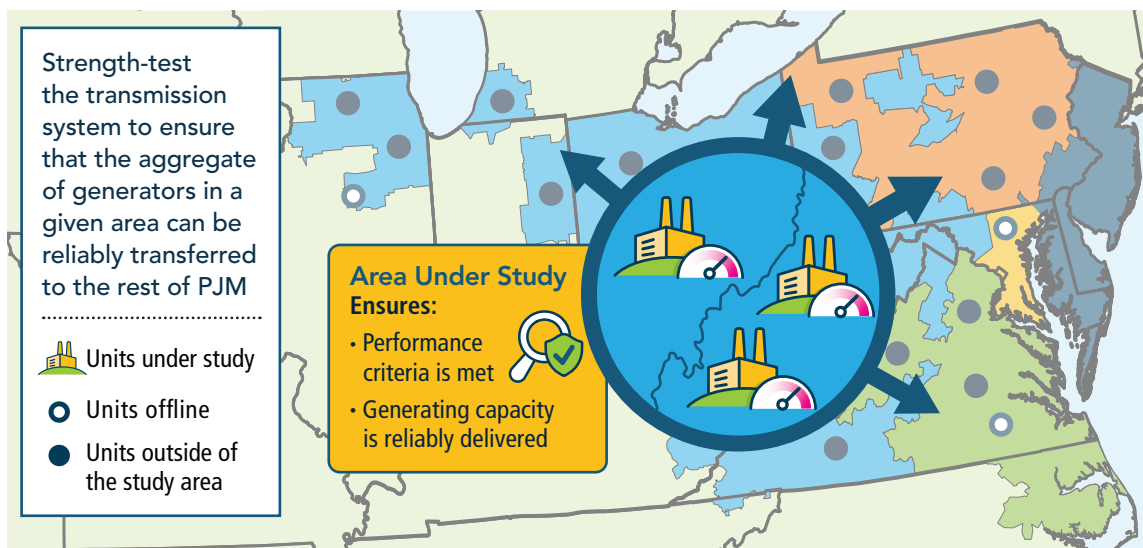 Strength-test
the transmission
system to ensure
that the aggregate
of generators in a
given area can be
reliably transferred
to the rest of PJM
Units under study
Units offline
Units outside of
the study area
Area Under Study
Ensures:
• Performance
criteria is met
• Generating capacity
is reliably delivered